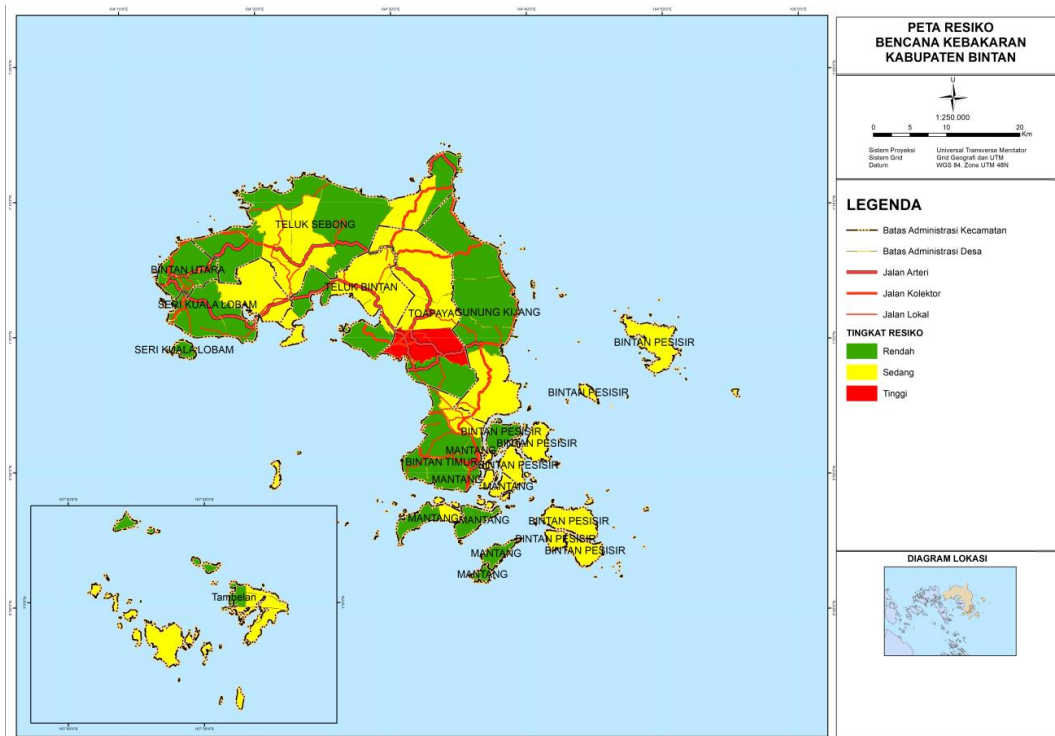 PETA RESIKO
BENCANA KEBAKARAN
KABUPATEN BINTAN
U
1:250.000
0 5 10 20
Km
Sistem Proyeksi Universal Transverse Merctator
Sistem Grid Grid Geografi dan UTM
Datum WGS 84, Zone UTM 48N
LEGENDA
Batas Administrasi Kecamatan
Batas Administrasi Desa
Jalan Arteri
Jalan Kolektor
Jalan Lokal
TINGKAT RESIKO
Rendah
Sedang
Tinggi
DIAGRAM LOKASI
TELUK SEBONG
BINTAN UTARA
TELUK BINTAN
SERI KUALA LOBAM
TOAPAYA
GUNUNG KIJANG
SERI KUALA LOBAM
BINTAN PESISIR
BINTAN PESISIR
BINTAN PESISIR
BINTAN PESISIR
MANTANG
BINTAN TIMUR
BINTAN PESISIR
MANTANG
MANTANG
MANTANG
MANTANG
BINTAN PESISIR
BINTAN PESISIR
BINTAN PESISIR
MANTANG
MANTANG
Tambelan